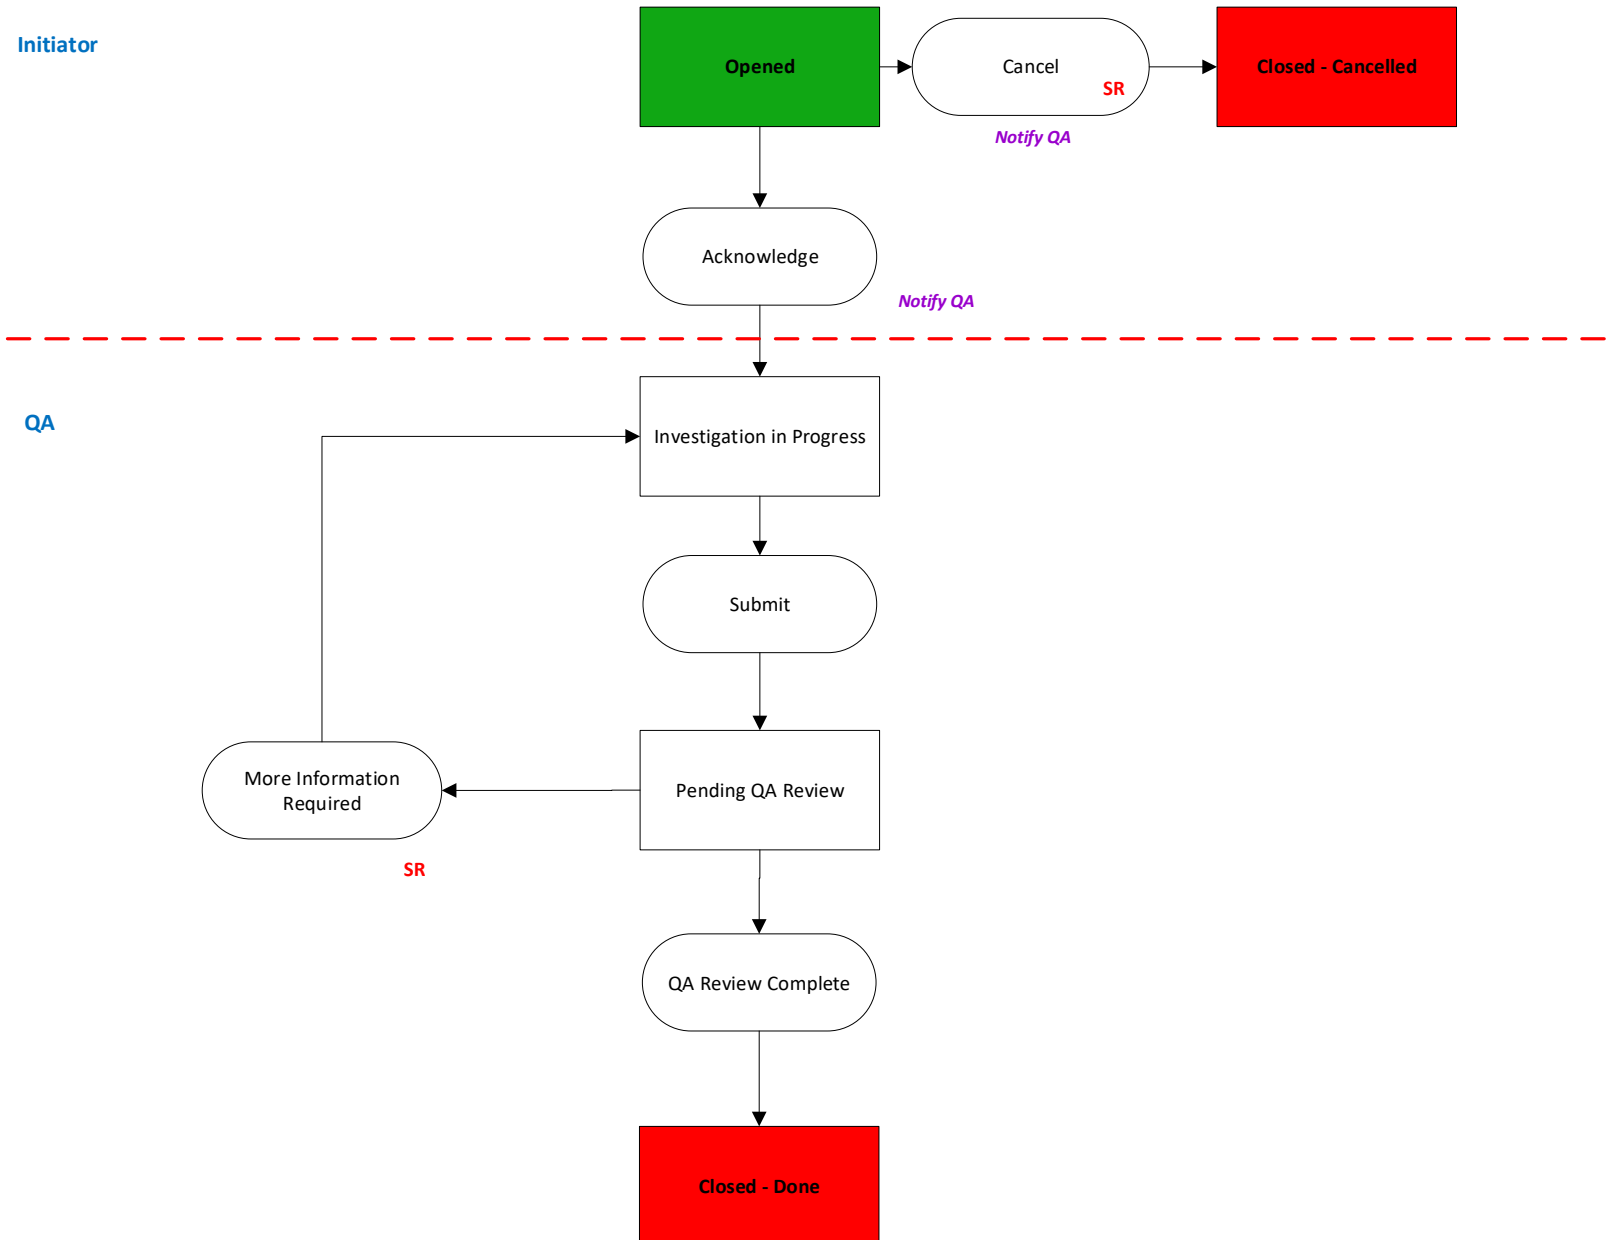 Initiator
Opened
Cancel
SR
Closed - Cancelled
Notify QA
Acknowledge
Notify QA
QA
Investigation in Progress
Submit
More Information
Required
Pending QA Review
SR
QA Review Complete
Closed - Done